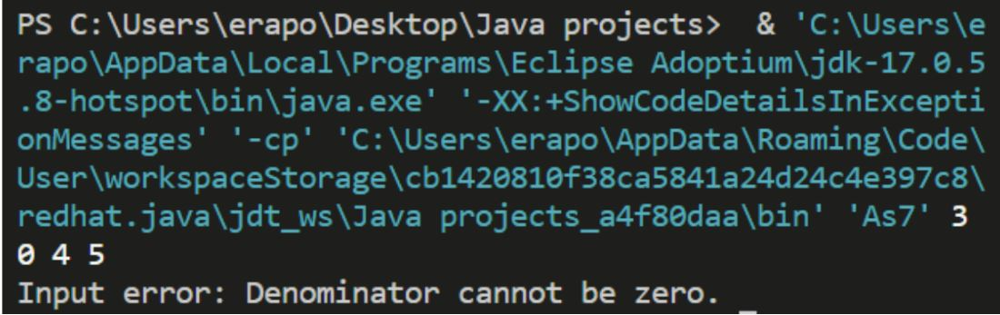 PS C:\Users\erapo\Desktop\Java projects>  & 'C:\Users\e
rapo\AppData\Local\Programs\Eclipse Adoptium\jdk-17.0.5
.8-hotspot\bin\java.exe' '-XX:+ShowCodeDetailsInExcepti
onMessages' '-cp' 'C:\Users\erapo\AppData\Roaming\Code\
User\workspaceStorage\cb1420810f38ca5841a24d24c4e397c8\
redhat.java\jdt_ws\Java projects_a4f80daa\bin' 'As7' 3
0 4 5
Input error: Denominator cannot be zero.